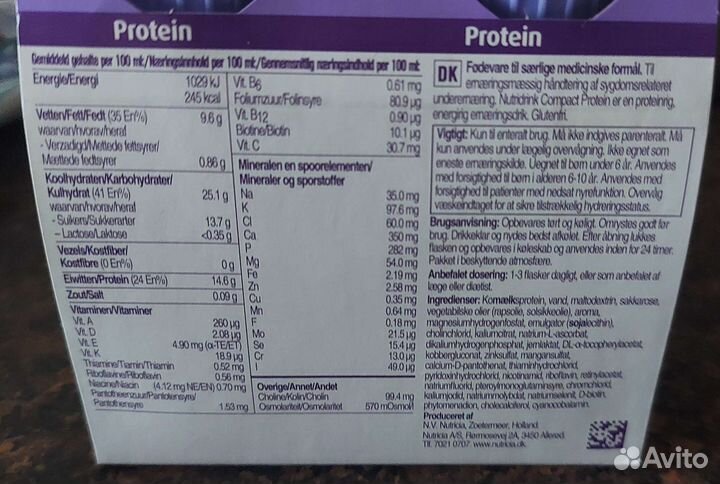 Protein
Protein
Gemiddeld gehalte per 100 ml:/Næringsinnhold per 100 ml:/Gennemsnitlig næringsindhold per 100 ml:
Energie/Energi 1029 kJ
245 kcal
Vetten/Fett/Fedt (35 En%) 9.6 g
waarvan/hvorav/heraf
- Verzadigd/Mettede fettsyrer/
Mættede fedtsyrer 0.86 g
Koolhydraten/Karbohydrater/
Kulhydrat (41 En%) 25.1 g
waarvan/hvorav/heraf
- Suikers/Sukkerarter 13.7 g
- Lactose/Laktose <0.35 g
Vezels/Kostfiber/
Kostfibre (0 En%) 0 g
Eiwitten/Protein (24 En%) 14.6 g
Zout/Salt 0.09 g
Vitaminen/Vitaminer
Vit. A 260 µg
Vit. D 2.08 µg
Vit. E 4.90 mg (α-TE/ET)
Vit. K 18.9 µg
Thiamine/Tiamin/Thiamin 0.52 mg
Riboflavine/Riboflavin 0.56 mg
Niacine/Niacin (4.12 mg NE/EN) 0.70 mg
Pantotheenzuur/Pantotensyre/
Pantothensyre 1.53 mg
Vit. B6 0.61 mg
Foliumzuur/Folinsyre 80.9 µg
Vit. B12 0.90 µg
Biotine/Biotin 10.1 µg
Vit. C 30.7 mg
Mineralen en spoorelementen/
Mineraler og sporstoffer
Na 35.0 mg
K 97.6 mg
Cl 60.0 mg
Ca 350 mg
P 282 mg
Mg 54.0 mg
Fe 2.19 mg
Zn 2.58 mg
Cu 0.35 mg
Mn 0.64 mg
F 0.18 mg
Mo 21.5 µg
Se 15.4 µg
Cr 13.0 µg
I 49.0 µg
Overige/Annet/Andet
Choline/Kolin/Cholin 99.4 mg
Osmolariteit/Osmolaritet 570 mOsmol/l
DK Fødevare til særlige medicinske formål. Til
ernæringsmæssig håndtering af sygdomsrelateret
underernæring. Nutridrink Compact Protein er en proteinrig,
energirig ernæringsdrik. Glutenfri.
Vigtigt: Kun til enteralt brug. Må ikke indgives parenteralt. Må
kun anvendes under lægelig overvågning. Ikke egnet som
eneste ernæringskilde. Uegnet til børn under 6 år. Anvendes
med forsigtighed til børn i alderen 6-10 år. Anvendes med
forsigtighed til patienter med nedsat nyrefunktion. Overvåg
væskeindtaget for at sikre tilstrækkelig hydreringsstatus.
Brugsanvisning: Opbevares tørt og køligt. Omrystes godt før
brug. Drikkeklar og nydes bedst afkølet. Efter åbning lukkes
flasken og opbevares i køleskab og anvendes inden for 24 timer.
Pakket i beskyttende atmosfære.
Anbefalet dosering: 1-3 flasker dagligt, eller som anbefalet af
læge eller diætist.
Ingredienser: Komælksprotein, vand, maltodextrin, sakkarose,
vegetabilske olier (rapsolie, solsikkeolie), aroma,
magnesiumhydrogenfosfat, emulgator (sojalecithin),
cholinchlorid, kaliumcitrat, natrium-L-ascorbat,
dikaliumhydrogenphosphat, jernlaktat, DL-α-tocopherylacetat,
kobbergluconat, zinksulfat, mangansulfat,
calcium-D-pantothenat, thiaminhydrochlorid,
pyridoxinhydrochlorid, nicotinamid, riboflavin, retinylacetat,
natriumfluorid, pteroylmonoglutaminsyre, chromchlorid,
kaliumjodid, natriummolybdat, natriumselenit, D-biotin,
phytomenadion, cholecalciferol, cyanocobalamin.
Produceret af
N.V. Nutricia, Zoetermeer, Holland.
Nutricia A/S, Rørmosevej 2A, 3450 Allerød.
Tlf. 7021 0707. www.nutricia.dk
Avito